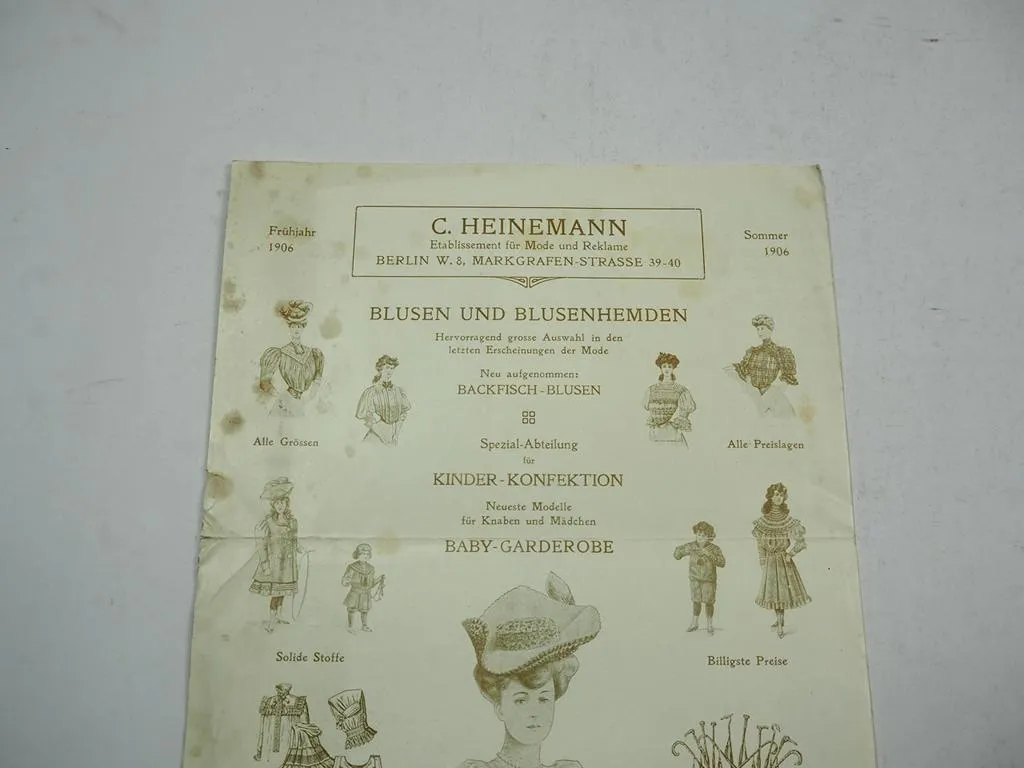 Frühjahr
1906
C. HEINEMANN
Etablissement für Mode und Reklame
BERLIN W. 8, MARKGRAFEN-STRASSE 39-40
Sommer
1906
BLUSEN UND BLUSENHEMDEN
Hervorragend grosse Auswahl in den
letzten Erscheinungen der Mode
Neu aufgenommen:
BACKFISCH-BLUSEN
Alle Grössen
Alle Preislagen
Spezial-Abteilung
für
KINDER-KONFEKTION
Neueste Modelle
für Knaben und Mädchen
BABY-GARDEROBE
Solide Stoffe
Billigste Preise